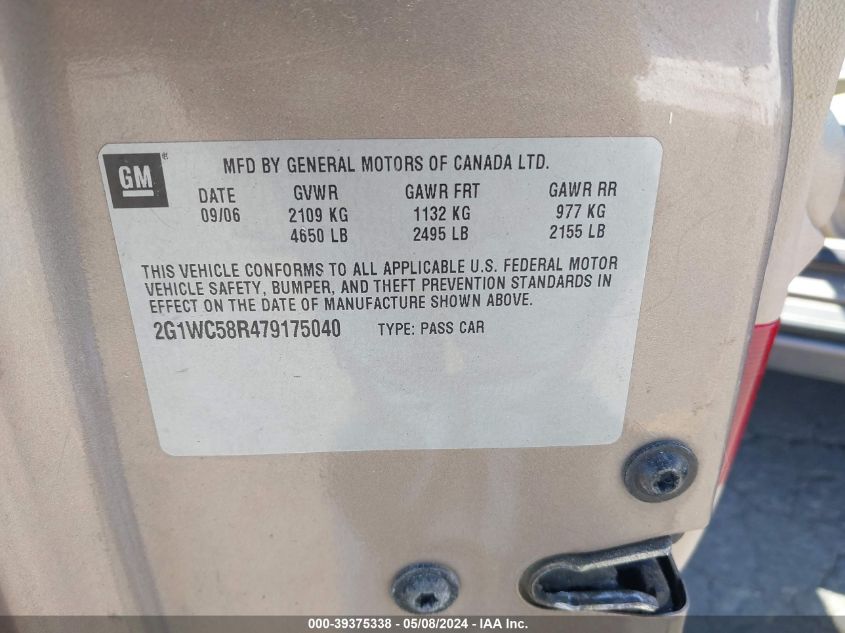 GM
MFD BY GENERAL MOTORS OF CANADA LTD.
DATE GVWR GAWR FRT GAWR RR
09/06 2109 KG 1132 KG 977 KG
4650 LB 2495 LB 2155 LB
THIS VEHICLE CONFORMS TO ALL APPLICABLE U.S. FEDERAL MOTOR
VEHICLE SAFETY, BUMPER, AND THEFT PREVENTION STANDARDS IN
EFFECT ON THE DATE OF MANUFACTURE SHOWN ABOVE.
2G1WC58R479175040 TYPE: PASS CAR
000-39375338 - 05/08/2024 - IAA Inc.